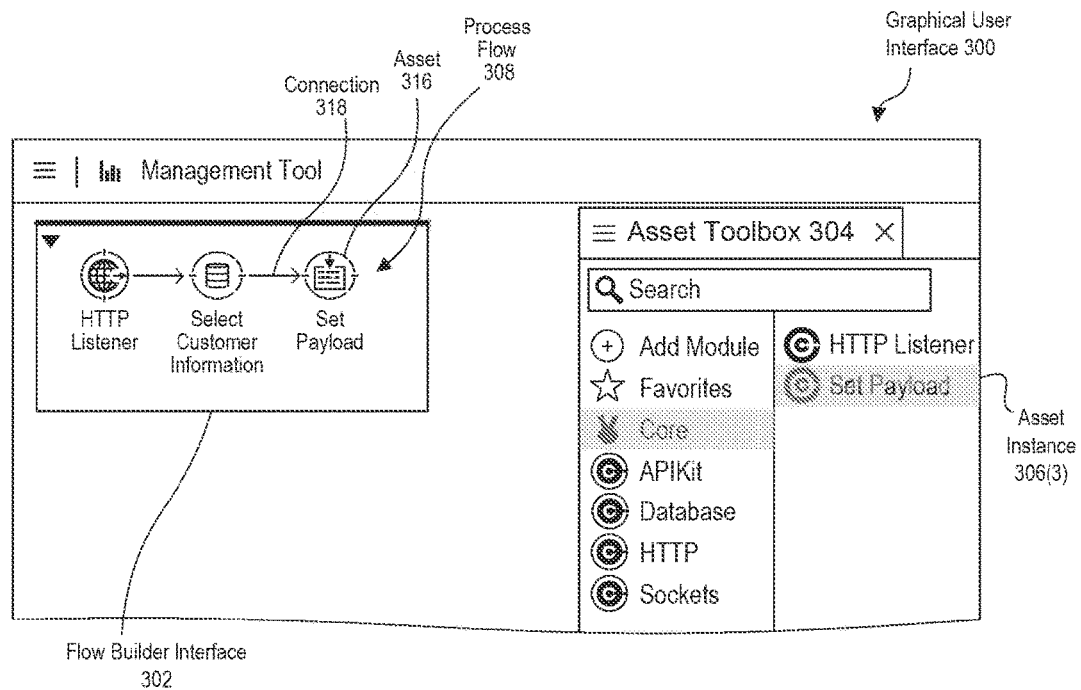 Graphical User
Interface 300
Process
Flow
308
Asset
316
Connection
318
Management Tool
HTTP
Listener
Select
Customer
Information
Set
Payload
Asset Toolbox 304
Search
Add Module
Favorites
Core
APIKit
Database
HTTP
Sockets
HTTP Listener
Set Payload
Asset
Instance
306(3)
Flow Builder Interface
302